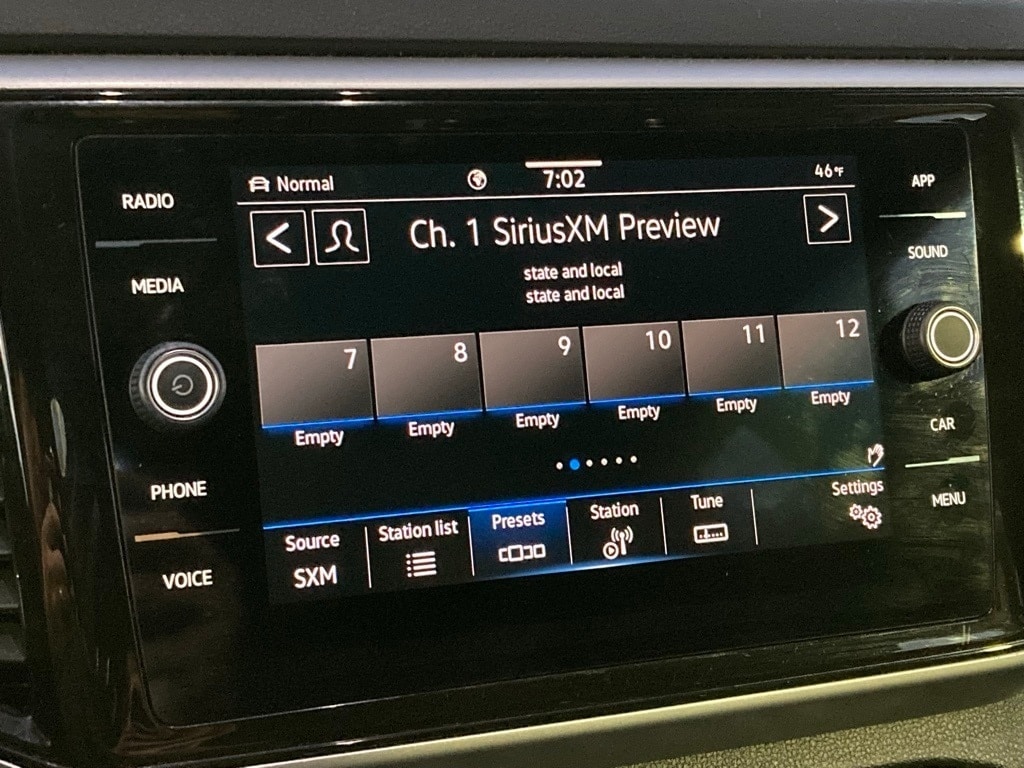 RADIO
MEDIA
PHONE
VOICE
Normal
7:02
46°F
Ch. 1 SiriusXM Preview
state and local
state and local
7 8 9 10 11 12
Empty Empty Empty Empty Empty Empty
Source Station list Presets Station Tune Settings
SXM
APP
SOUND
CAR
MENU